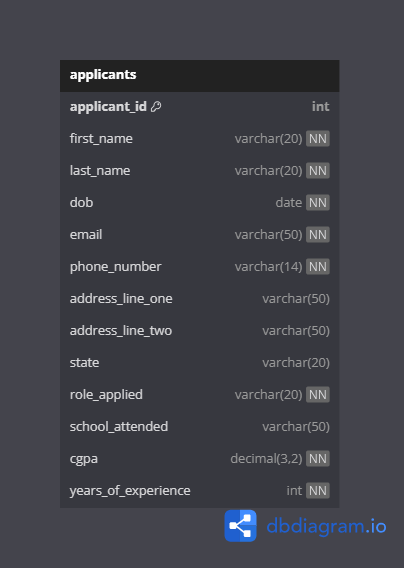 applicants
applicant_id int
first_name varchar(20) NN
last_name varchar(20) NN
dob date NN
email varchar(50) NN
phone_number varchar(14) NN
address_line_one varchar(50)
address_line_two varchar(50)
state varchar(20)
role_applied varchar(20) NN
school_attended varchar(50)
cgpa decimal(3,2) NN
years_of_experience int NN
dbdiagram.io